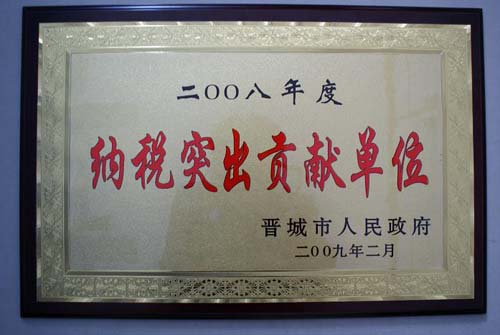 二OO八年度
纳税突出贡献单位
晋城市人民政府
二OO九年二月